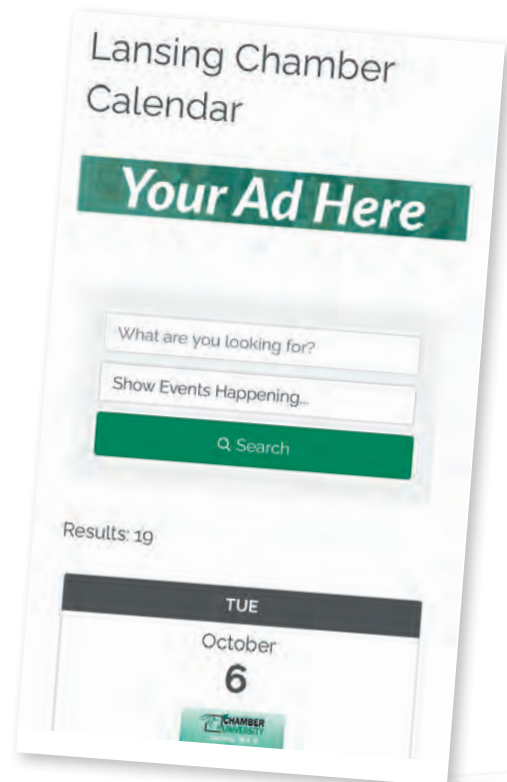 Lansing Chamber
Calendar
Your Ad Here
What are you looking for?
Show Events Happening...
Search
Results: 19
TUE
October
6
CHAMBER
UNIVERSITY